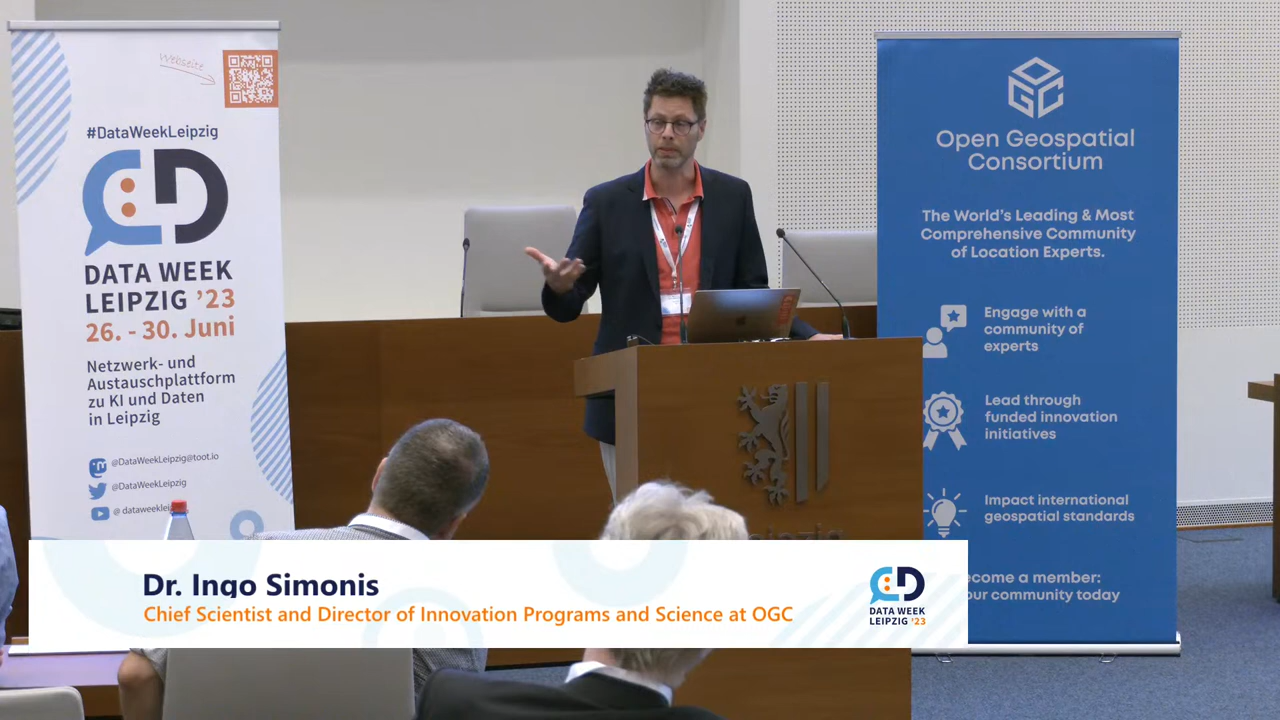 Webseite
#DataWeekLeipzig
DATA WEEK
LEIPZIG '23
26. - 30. Juni
Netzwerk- und
Austauschplattform
zu KI und Daten
in Leipzig
@DataWeekLeipzig@toot.io
@DataWeekLeipzig
@dataweeklei
OGC
Open Geospatial
Consortium
The World's Leading & Most
Comprehensive Community
of Location Experts.
Engage with a
community of
experts
Lead through
funded innovation
initiatives
Impact international
geospatial standards
ecome a member:
our community today
Dr. Ingo Simonis
Chief Scientist and Director of Innovation Programs and Science at OGC
DATA WEEK
LEIPZIG '23